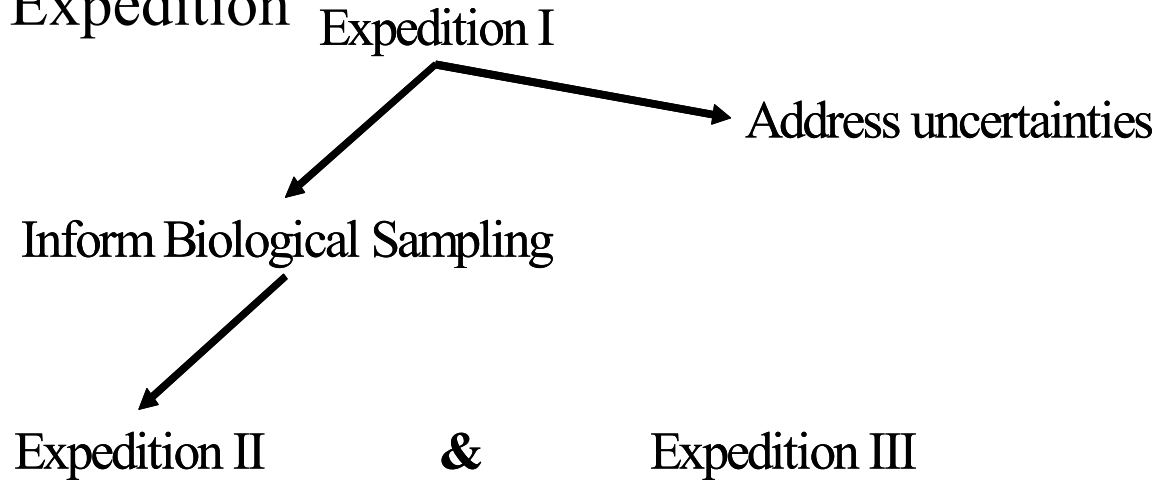 Expedition
Expedition I
Address uncertainties
Inform Biological Sampling
Expedition II & Expedition III